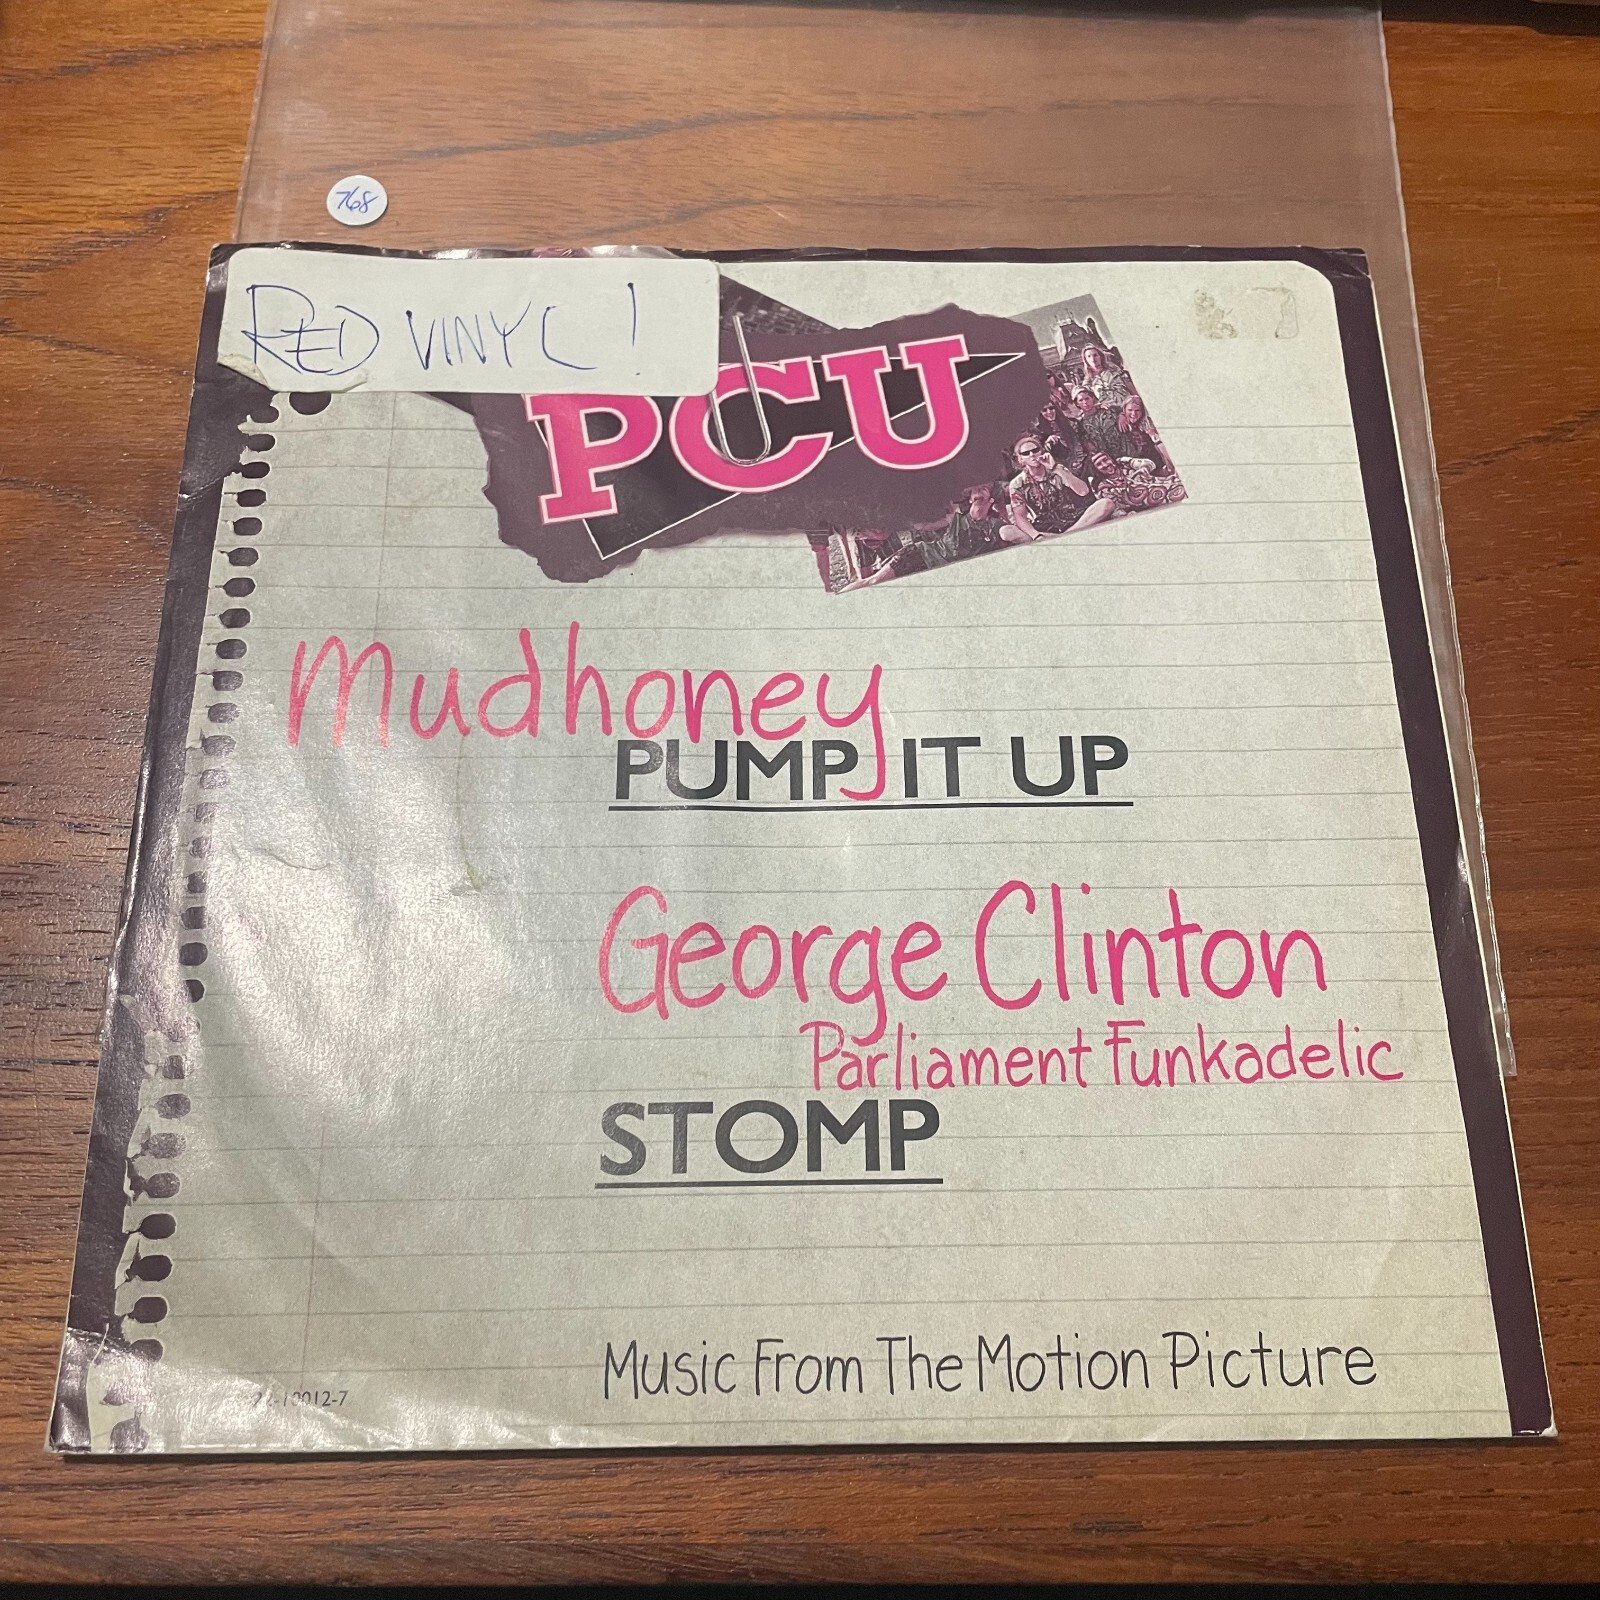 768
RED VINYL!
PCU
Mudhoney
PUMP IT UP
George Clinton
Parliament Funkadelic
STOMP
Music From The Motion Picture